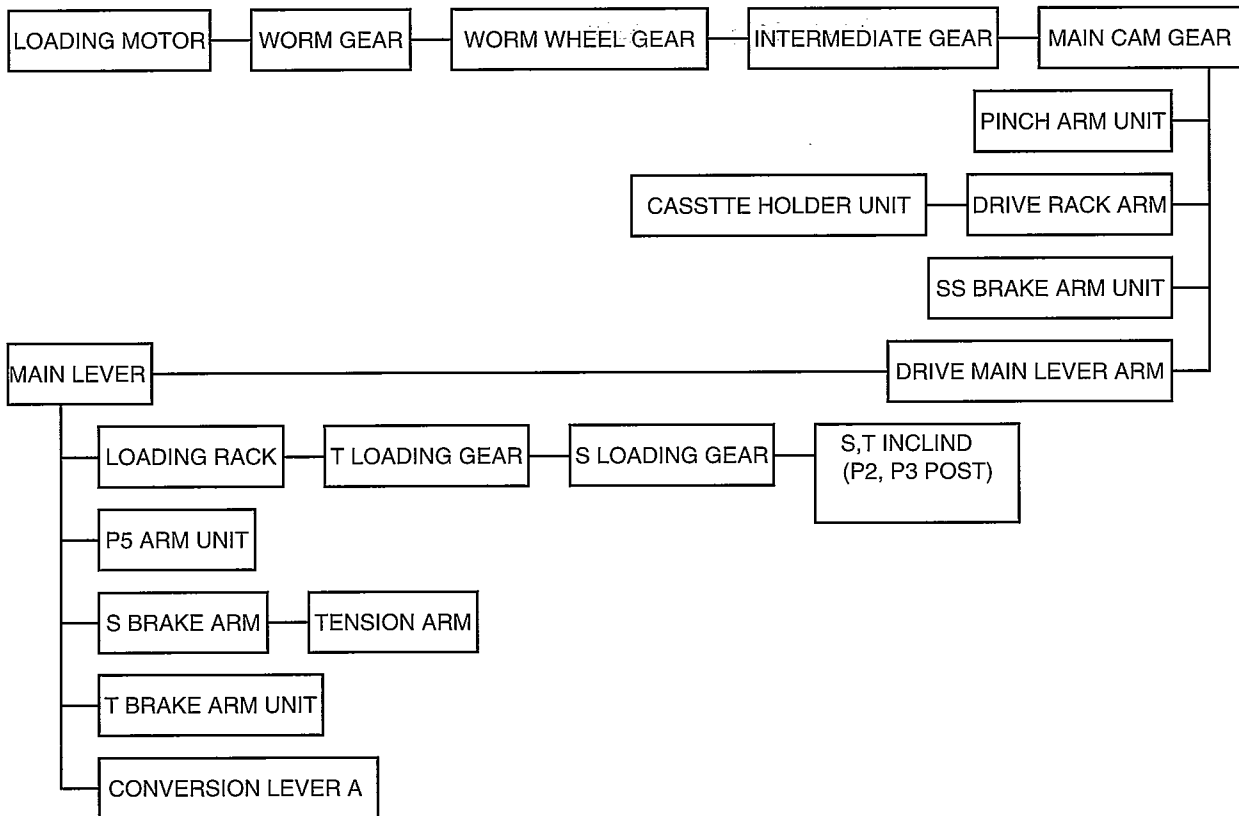 LOADING MOTOR
WORM GEAR
WORM WHEEL GEAR
INTERMEDIATE GEAR
MAIN CAM GEAR
PINCH ARM UNIT
CASSTTE HOLDER UNIT
DRIVE RACK ARM
SS BRAKE ARM UNIT
MAIN LEVER
DRIVE MAIN LEVER ARM
LOADING RACK
T LOADING GEAR
S LOADING GEAR
S,T INCLIND
(P2, P3 POST)
P5 ARM UNIT
S BRAKE ARM
TENSION ARM
T BRAKE ARM UNIT
CONVERSION LEVER A